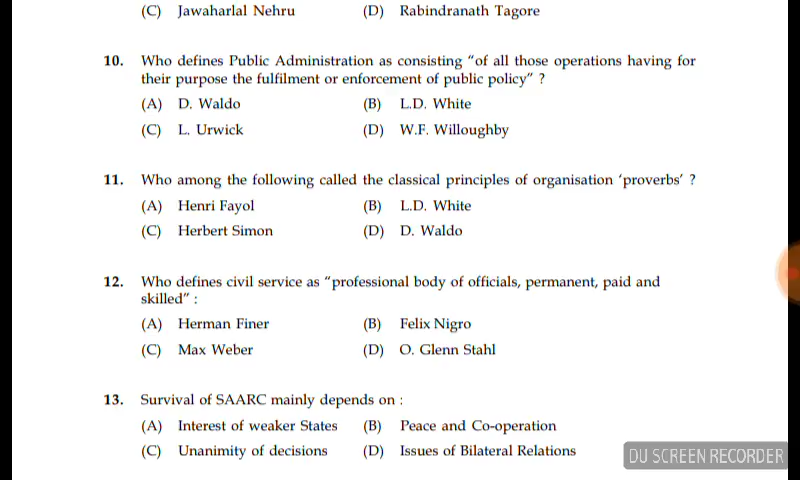 (C) Jawaharlal Nehru (D) Rabindranath Tagore
10. Who defines Public Administration as consisting “of all those operations having for
their purpose the fulfilment or enforcement of public policy” ?
(A) D. Waldo (B) L.D. White
(C) L. Urwick (D) W.F. Willoughby
11. Who among the following called the classical principles of organisation ‘proverbs’ ?
(A) Henri Fayol (B) L.D. White
(C) Herbert Simon (D) D. Waldo
12. Who defines civil service as “professional body of officials, permanent, paid and
skilled” :
(A) Herman Finer (B) Felix Nigro
(C) Max Weber (D) O. Glenn Stahl
13. Survival of SAARC mainly depends on :
(A) Interest of weaker States (B) Peace and Co-operation
(C) Unanimity of decisions (D) Issues of Bilateral Relations
DU SCREEN RECORDER